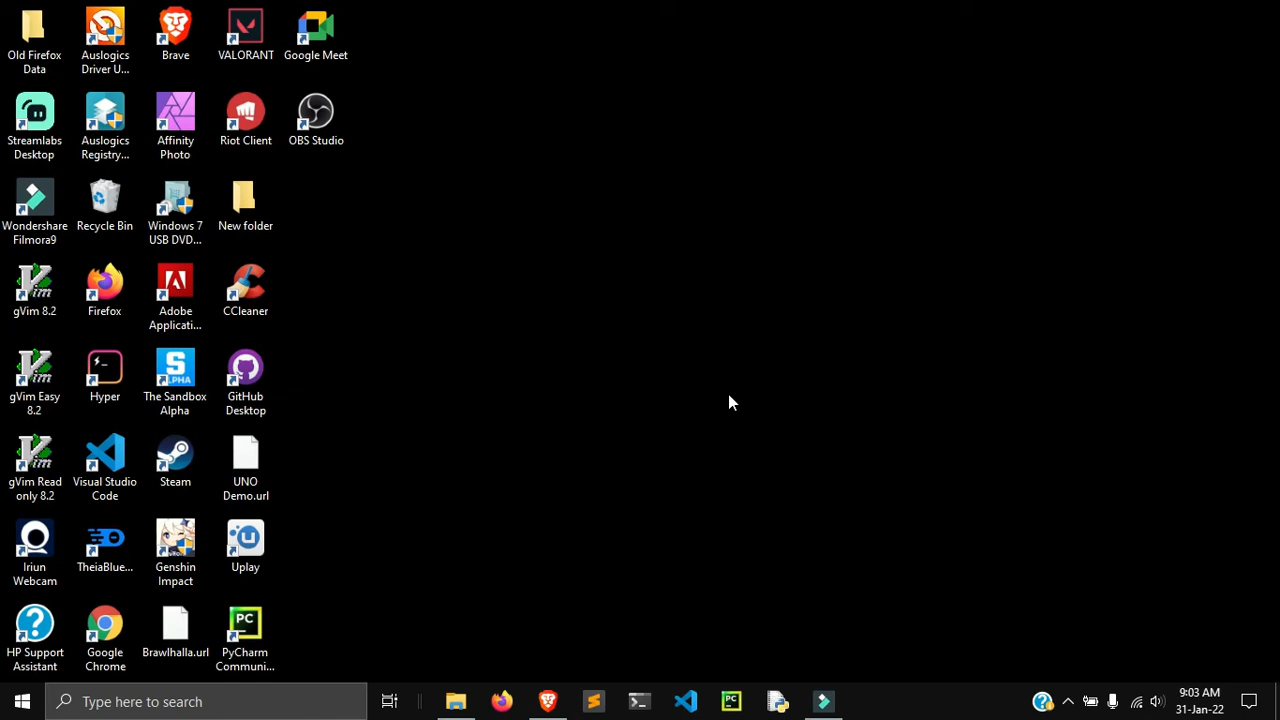 Old Firefox
Data
Auslogics
Driver U...
Brave
VALORANT
Google Meet
Streamlabs
Desktop
Auslogics
Registry...
Affinity
Photo
Riot Client
OBS Studio
Wondershare
Filmora9
Recycle Bin
Windows 7
USB DVD...
New folder
gVim 8.2
Firefox
Adobe
Applicati...
CCleaner
gVim Easy
8.2
Hyper
The Sandbox
Alpha
GitHub
Desktop
gVim Read
only 8.2
Visual Studio
Code
Steam
UNO
Demo.url
Iriun
Webcam
TheiaBlue...
Genshin
Impact
Uplay
HP Support
Assistant
Google
Chrome
Brawlhalla.url
PyCharm
Communi...
Type here to search
9:03 AM
31-Jan-22